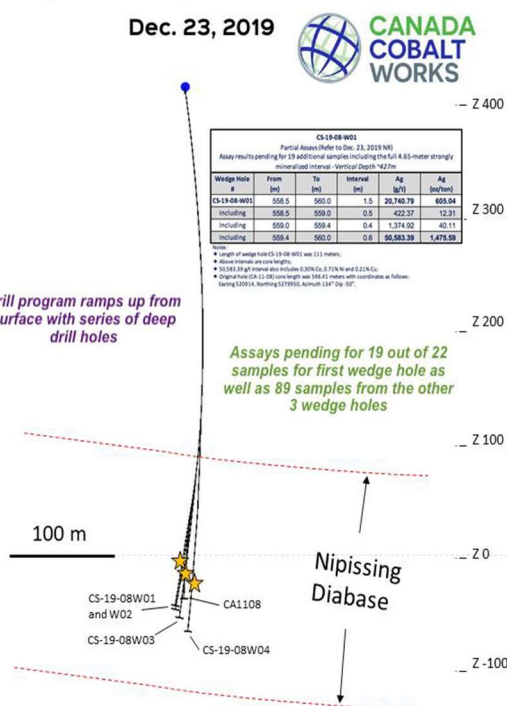 Dec. 23, 2019
CANADA
COBALT
WORKS
Z 400
CS-19-08-W01
Partial Assays (Refer to Dec. 23, 2019 NR)
Assay results pending for 19 additional samples including the full 4.65-meter strongly
mineralized interval - Vertical Depth ~427m
Wedge Hole # From (m) To (m) Interval (m) Ag (g/t) Ag (oz/ton)
CS-19-08-W01 558.5 560.0 1.5 20,740.79 605.04
Including 558.5 559.0 0.5 422.37 12.31
Including 559.0 559.4 0.4 1,374.92 40.11
Including 559.4 560.0 0.6 50,583.39 1,475.59
Notes:
Length of wedge hole CS-19-08-W01 was 111 meters;
Above intervals are core lengths;
50,583.39 g/t interval also includes 0.30% Co, 0.71% Ni and 0.21% Cu;
Original hole (CA-11-08) core length was 596.41 meters with coordinates as follows:
Easting 520914, Northing 5279950, Azimuth 134° Dip -50°.
Z 300
rill program ramps up from
urface with series of deep
drill holes
Z 200
Assays pending for 19 out of 22
samples for first wedge hole as
well as 89 samples from the other
3 wedge holes
Z 100
100 m
Z 0
Nipissing
Diabase
CS-19-08W01
and W02
CA1108
CS-19-08W03
CS-19-08W04
Z -100